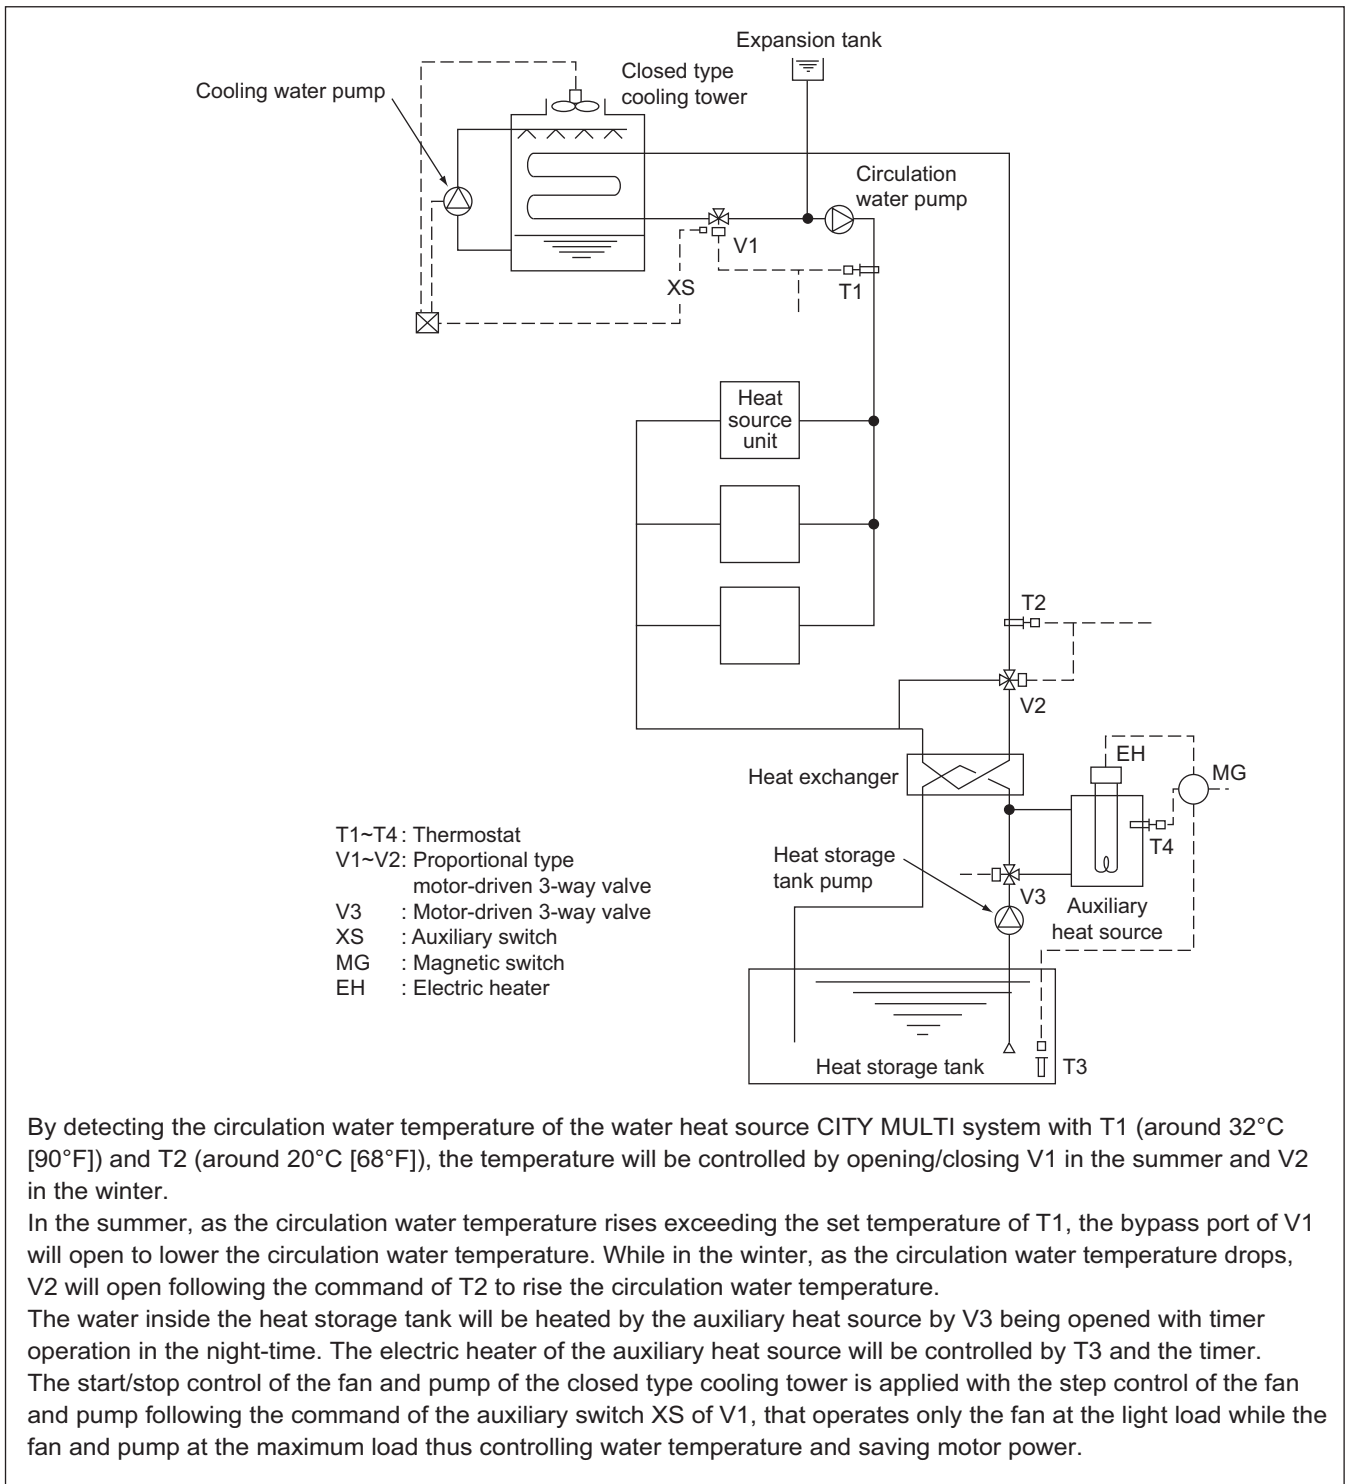 Expansion tank
Closed type
cooling tower
Cooling water pump
Circulation
water pump
V1
XS
T1
Heat
source
unit
T2
V2
EH
MG
Heat exchanger
T4
T1~T4 : Thermostat
V1~V2: Proportional type
motor-driven 3-way valve
V3 : Motor-driven 3-way valve
XS : Auxiliary switch
MG : Magnetic switch
EH : Electric heater
Heat storage
tank pump
V3
Auxiliary
heat source
Heat storage tank
T3
By detecting the circulation water temperature of the water heat source CITY MULTI system with T1 (around 32°C
[90°F]) and T2 (around 20°C [68°F]), the temperature will be controlled by opening/closing V1 in the summer and V2
in the winter.
In the summer, as the circulation water temperature rises exceeding the set temperature of T1, the bypass port of V1
will open to lower the circulation water temperature. While in the winter, as the circulation water temperature drops,
V2 will open following the command of T2 to rise the circulation water temperature.
The water inside the heat storage tank will be heated by the auxiliary heat source by V3 being opened with timer
operation in the night-time. The electric heater of the auxiliary heat source will be controlled by T3 and the timer.
The start/stop control of the fan and pump of the closed type cooling tower is applied with the step control of the fan
and pump following the command of the auxiliary switch XS of V1, that operates only the fan at the light load while the
fan and pump at the maximum load thus controlling water temperature and saving motor power.